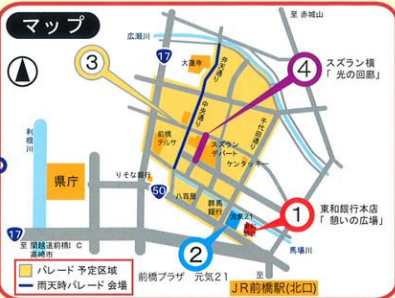 マップ
至 赤城山
広瀬川
17
③
大蓮寺
弁天通り
④
スズラン横
「 光の回廊」
中央通り
千代田通り
利根川
前橋テルサ
スズランデパート
ケンタッキー
りそな銀行
県庁
50
八百屋
群馬銀行
元気21
①
東和銀行本店
「 憩いの広場」
②
馬場川
17
至 関越道前橋IC
高崎市
パレード 予定区域
雨天時パレード 会場
前橋プラザ 元気21
JR前橋駅(北口)